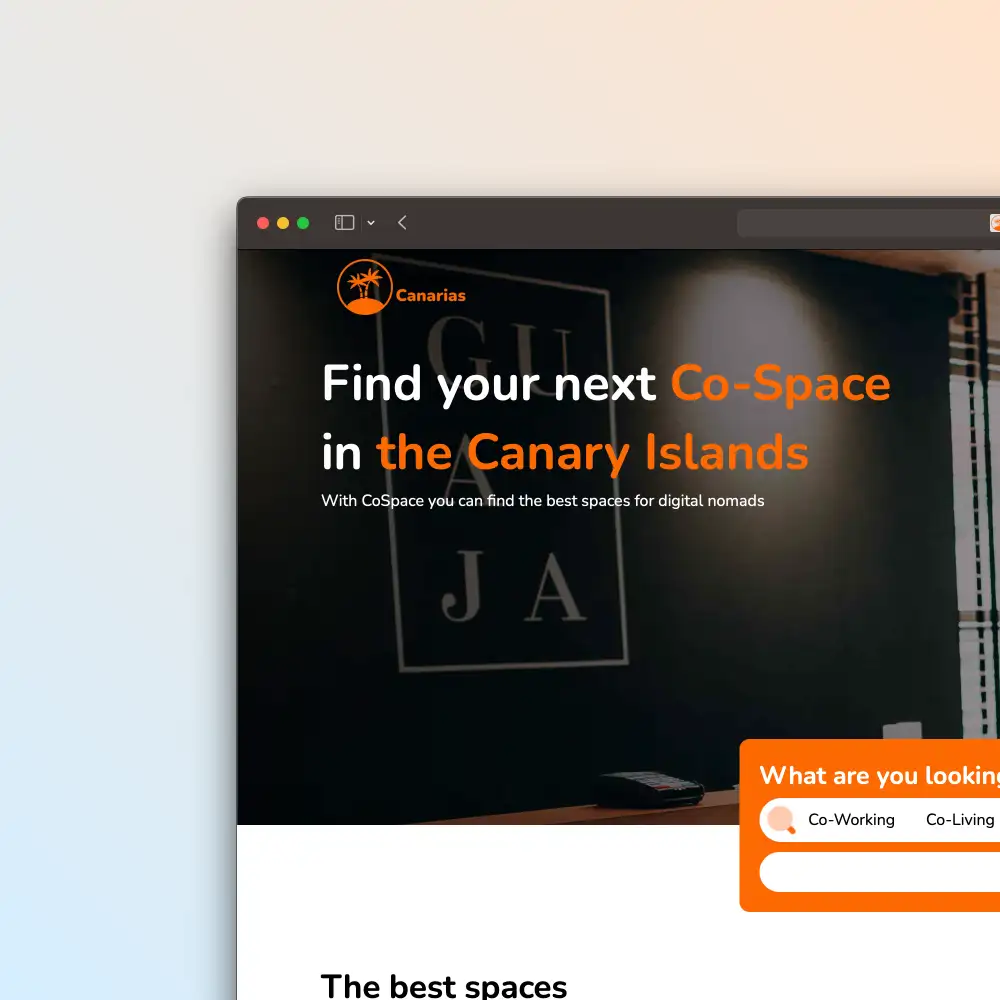 Canarias
GU
A
JA
Find your next Co-Space
in the Canary Islands
With CoSpace you can find the best spaces for digital nomads
What are you looking
Co-Working Co-Living
The best spaces